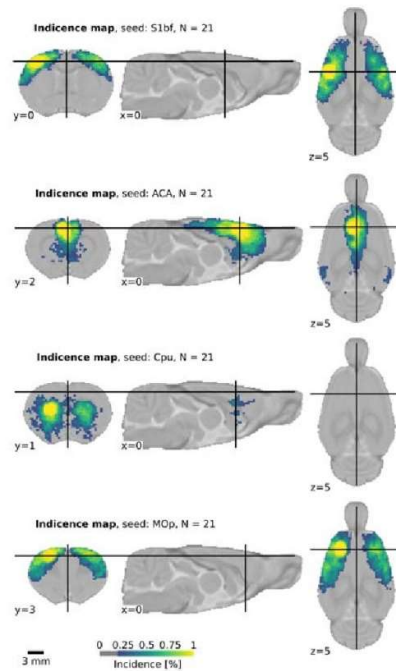 Indicence map, seed: S1bf, N = 21
y=0
x=0
z=5
Indicence map, seed: ACA, N = 21
y=2
x=0
z=5
Indicence map, seed: Cpu, N = 21
y=1
x=0
z=5
Indicence map, seed: MOp, N = 21
y=3
x=0
z=5
3 mm
0 0.25 0.5 0.75 1
Incidence [%]